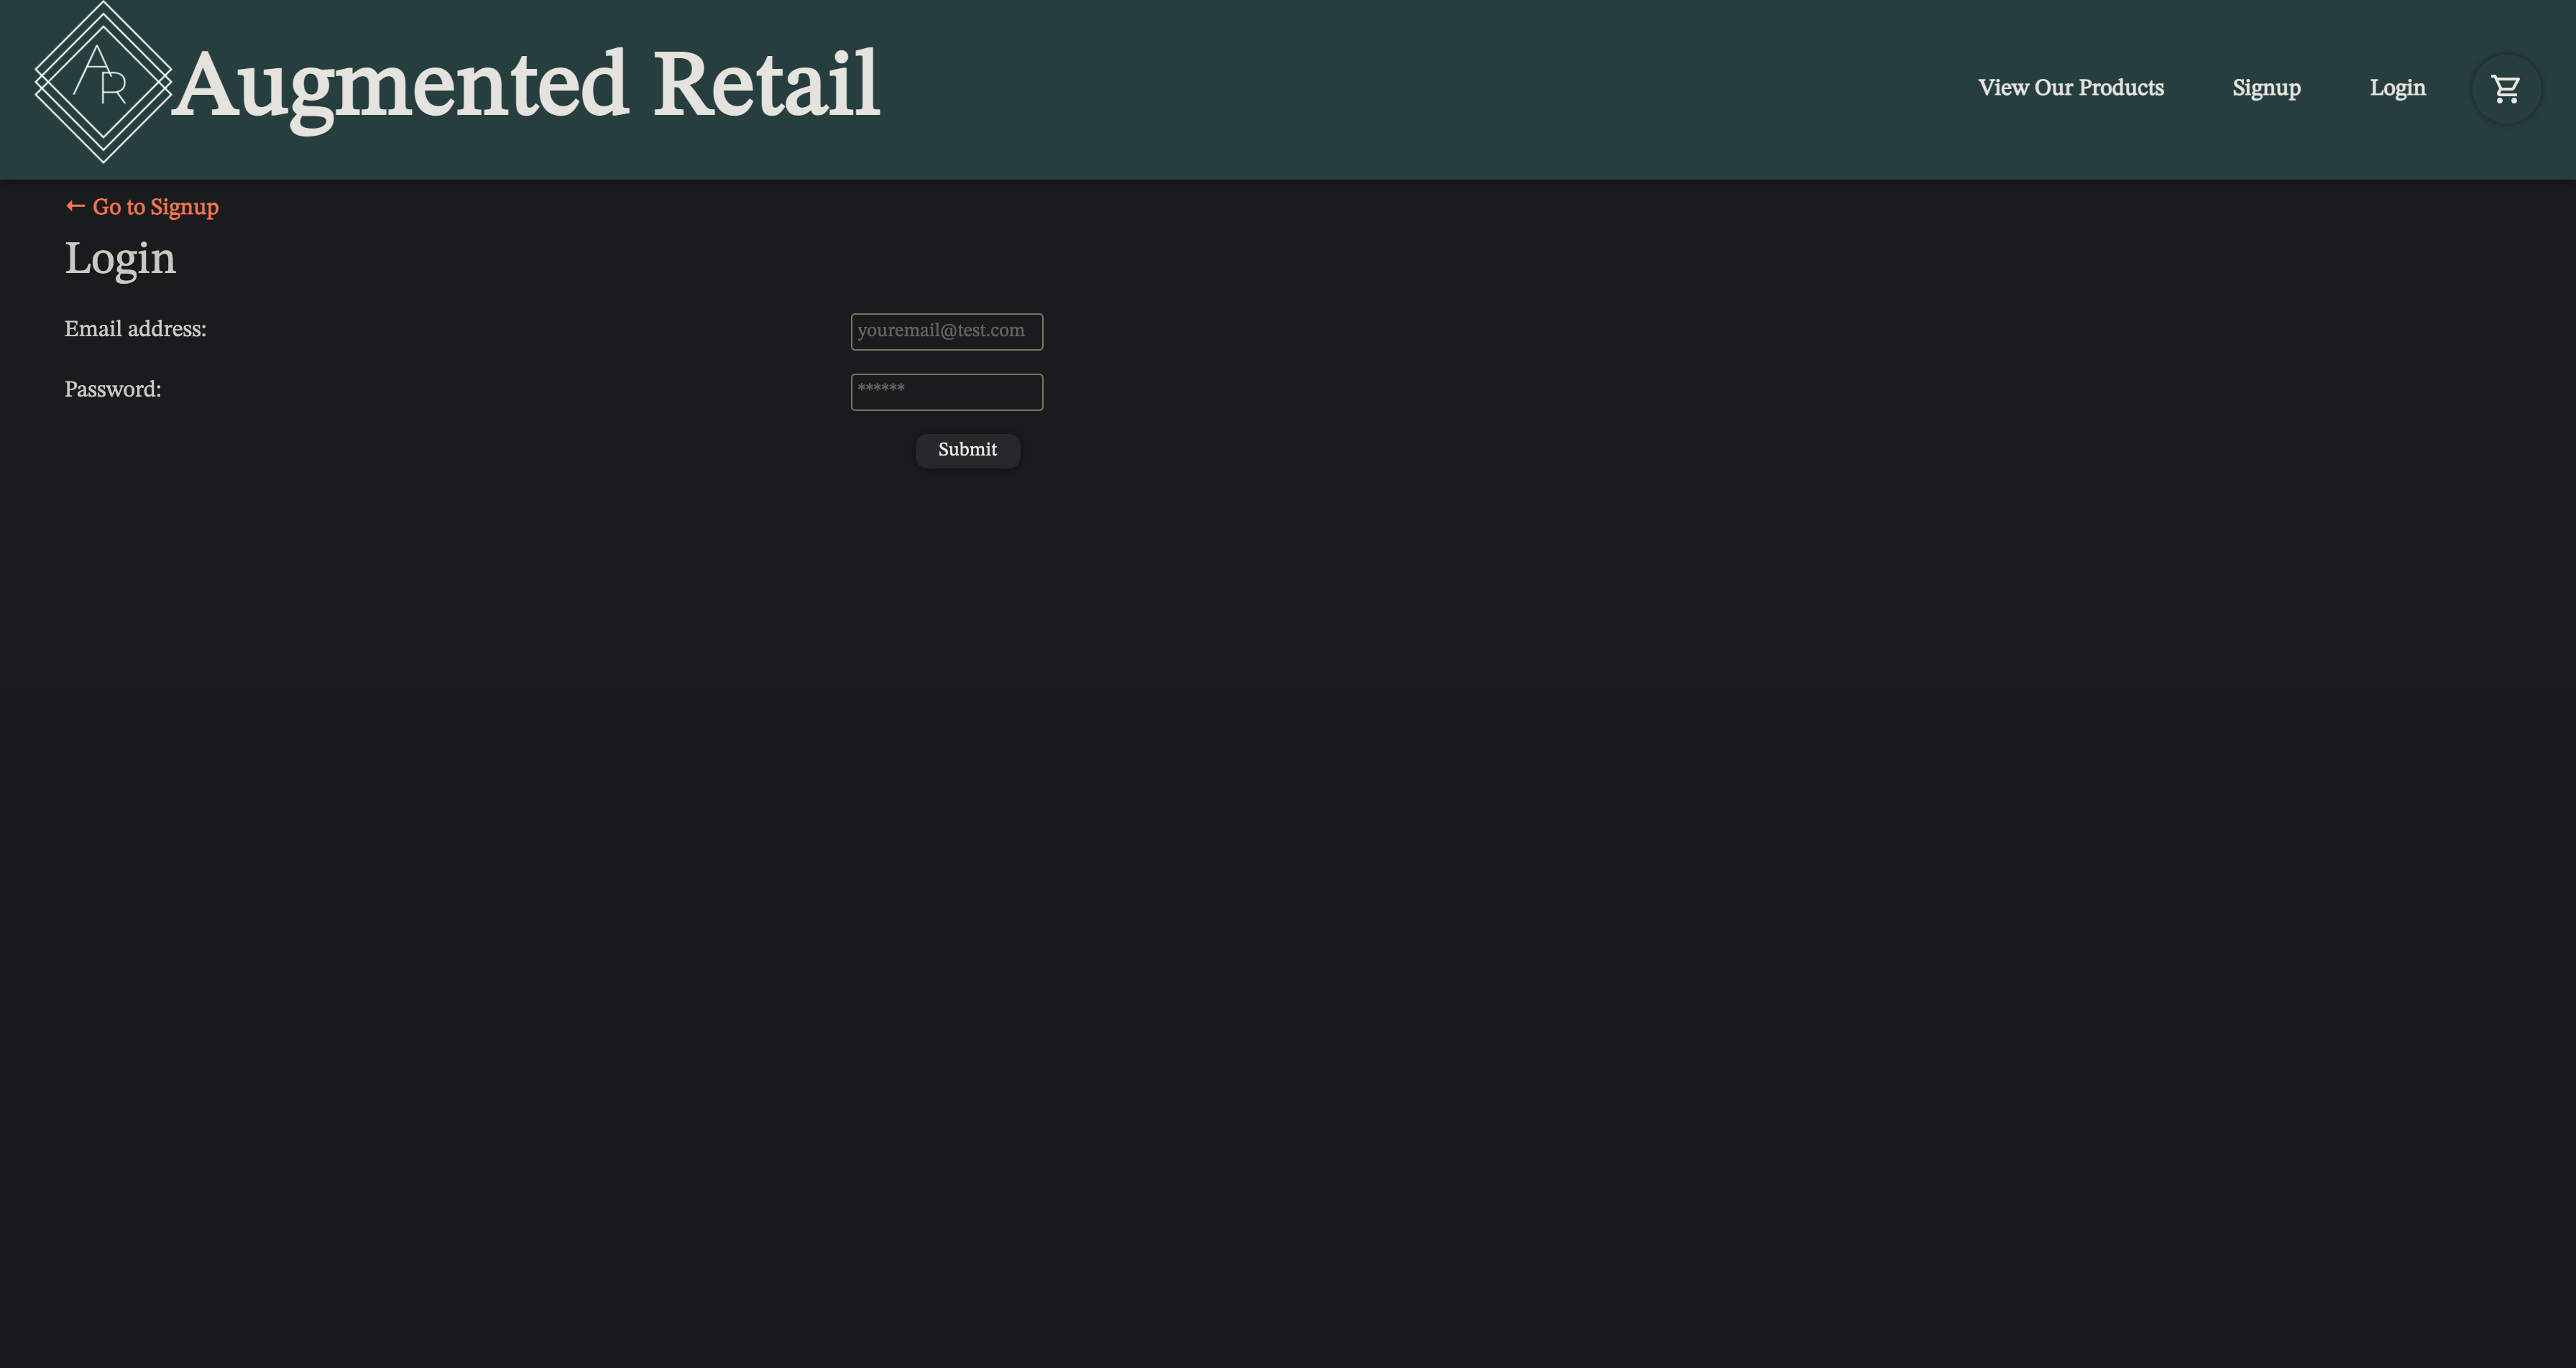 AR
Augmented Retail
View Our Products
Signup
Login
← Go to Signup
Login
Email address:
youremail@test.com
Password:
******
Submit